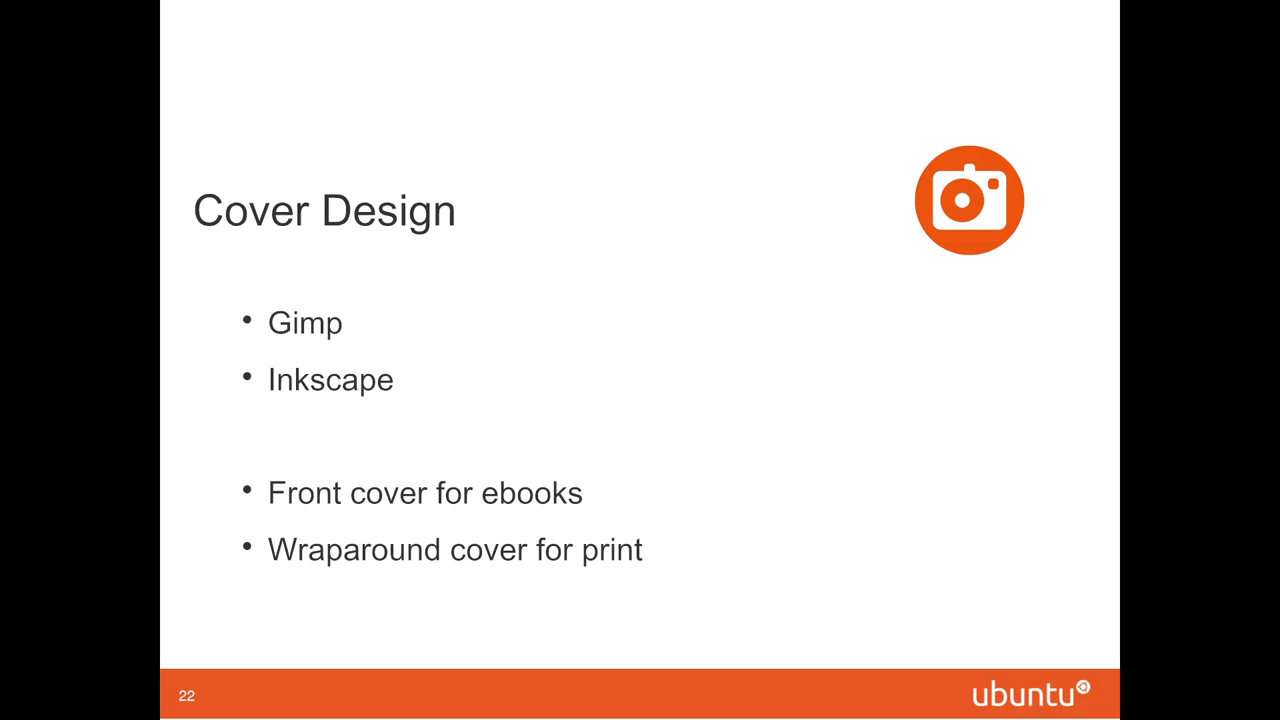 Cover Design
• Gimp
• Inkscape
• Front cover for ebooks
• Wraparound cover for print
22
ubuntu